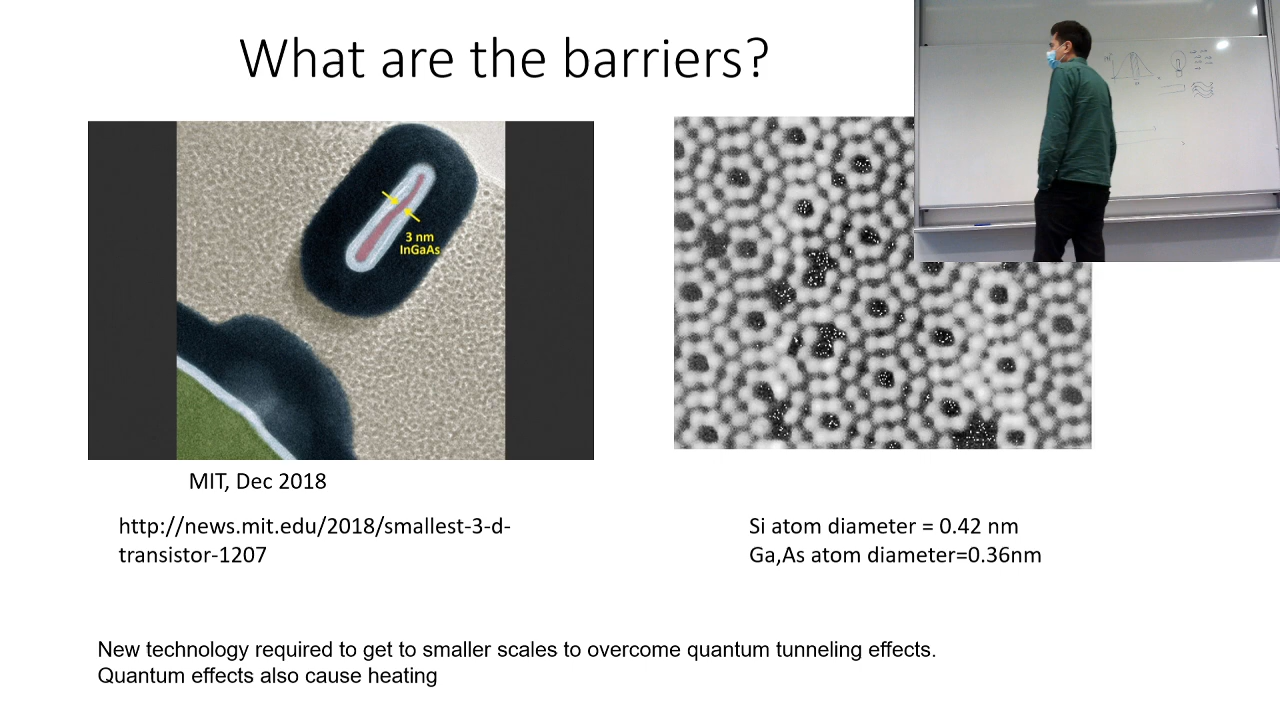 What are the barriers?
3 nm
InGaAs
MIT, Dec 2018
http://news.mit.edu/2018/smallest-3-d-
transistor-1207
Si atom diameter = 0.42 nm
Ga,As atom diameter=0.36nm
New technology required to get to smaller scales to overcome quantum tunneling effects.
Quantum effects also cause heating